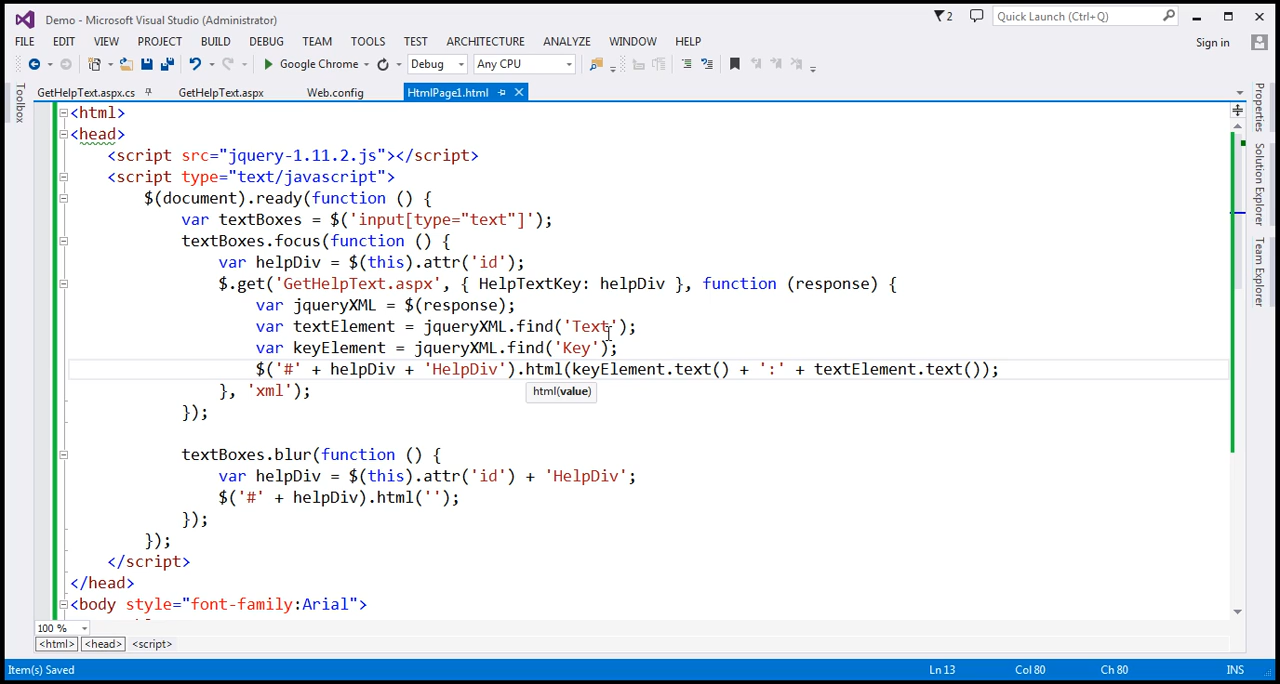 Demo - Microsoft Visual Studio (Administrator)
2
Quick Launch (Ctrl+Q)
FILE EDIT VIEW PROJECT BUILD DEBUG TEAM TOOLS TEST ARCHITECTURE ANALYZE WINDOW HELP
Sign in
Google Chrome Debug Any CPU
Toolbox
GetHelpText.aspx.cs GetHelpText.aspx Web.config HtmlPage1.html
<html>
<head>
<script src="jquery-1.11.2.js"></script>
<script type="text/javascript">
$(document).ready(function () {
var textBoxes = $('input[type="text"]');
textBoxes.focus(function () {
var helpDiv = $(this).attr('id');
$.get('GetHelpText.aspx', { HelpTextKey: helpDiv }, function (response) {
var jqueryXML = $(response);
var textElement = jqueryXML.find('Text');
var keyElement = jqueryXML.find('Key');
$('#' + helpDiv + 'HelpDiv').html(keyElement.text() + ':' + textElement.text());
}, 'xml');
html(value)
});
textBoxes.blur(function () {
var helpDiv = $(this).attr('id') + 'HelpDiv';
$('#' + helpDiv).html('');
});
});
</script>
</head>
<body style="font-family:Arial">
100 %
<html> <head> <script>
Properties
Solution Explorer
Team Explorer
Item(s) Saved
Ln 13 Col 80 Ch 80 INS